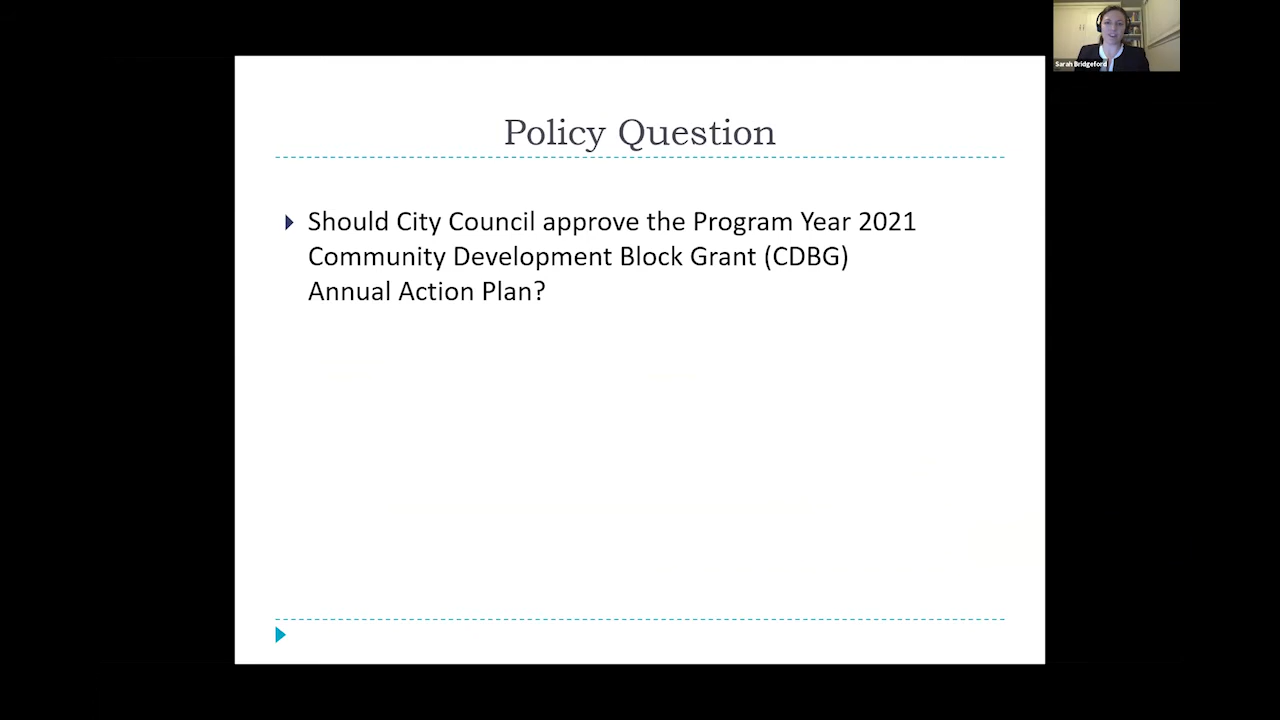 Sarah Bridgeford
Policy Question
Should City Council approve the Program Year 2021
Community Development Block Grant (CDBG)
Annual Action Plan?